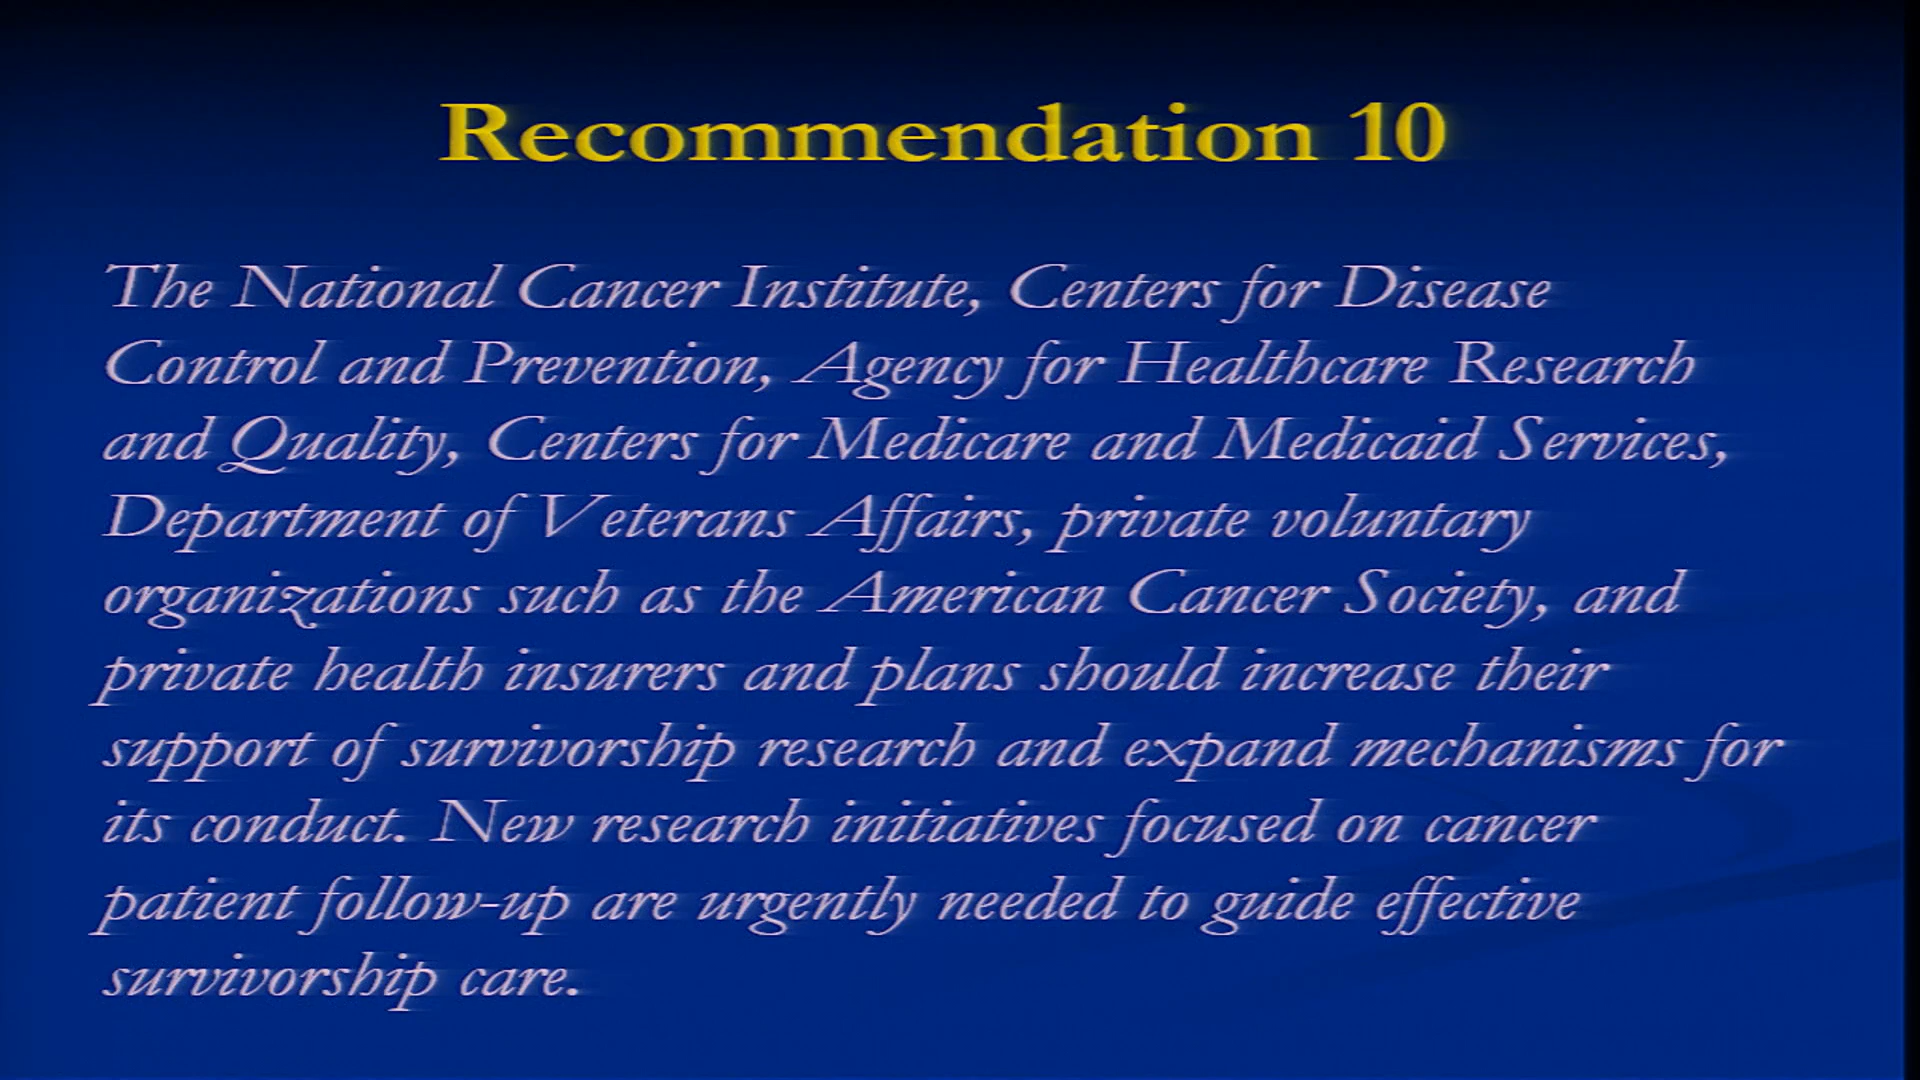 Recommendation 10
The National Cancer Institute, Centers for Disease
Control and Prevention, Agency for Healthcare Research
and Quality, Centers for Medicare and Medicaid Services,
Department of Veterans Affairs, private voluntary
organizations such as the American Cancer Society, and
private health insurers and plans should increase their
support of survivorship research and expand mechanisms for
its conduct. New research initiatives focused on cancer
patient follow-up are urgently needed to guide effective
survivorship care.